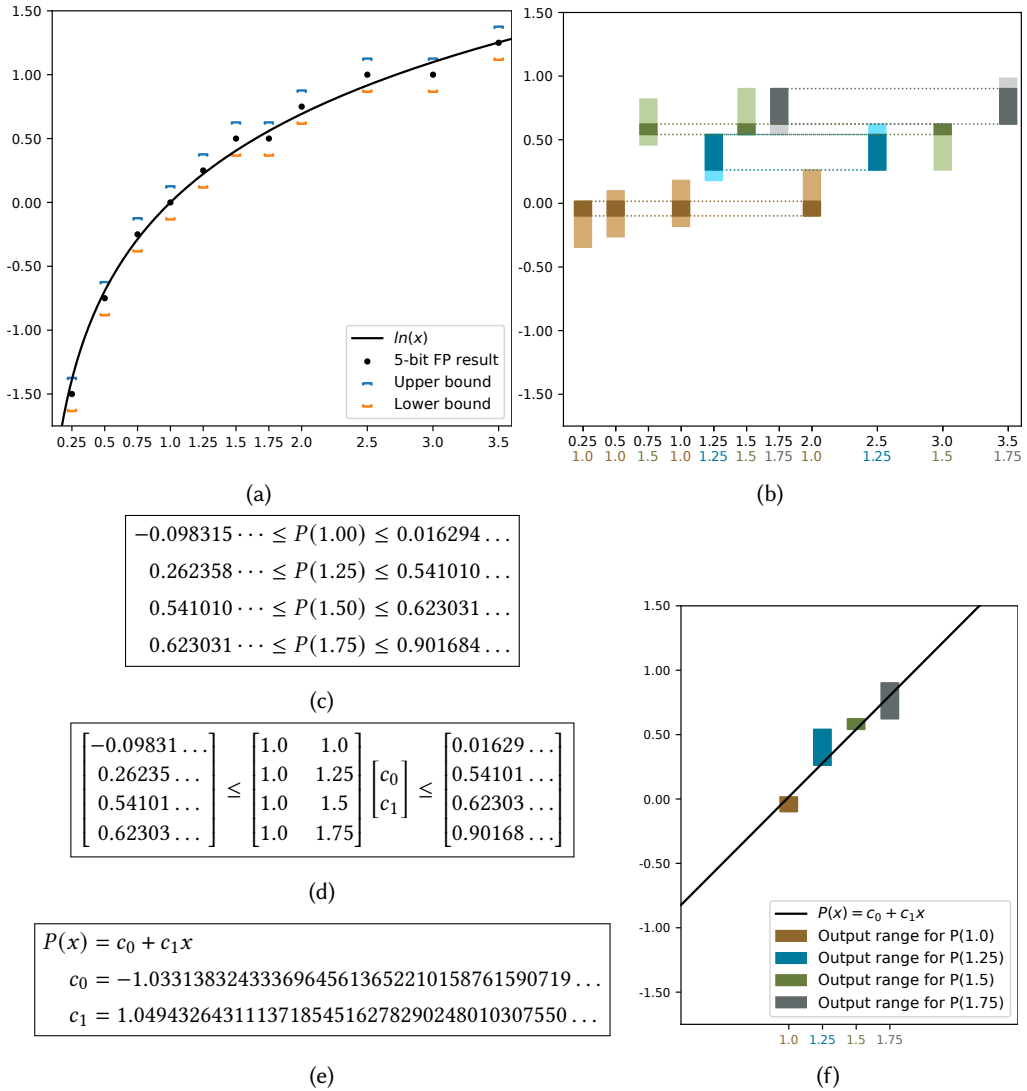 1.50
1.00
0.50
0.00
-0.50
-1.00
-1.50
0.25 0.5 0.75 1.0 1.25 1.5 1.75 2.0 2.5 3.0 3.5
ln(x)
5-bit FP result
Upper bound
Lower bound
(a)
1.50
1.00
0.50
0.00
-0.50
-1.00
-1.50
0.25 0.5 0.75 1.0 1.25 1.5 1.75 2.0 2.5 3.0 3.5
1.0 1.0 1.5 1.0 1.25 1.5 1.75 1.0 1.25 1.5 1.75
(b)
−0.098315 ⋯ ≤ P(1.00) ≤ 0.016294 …
0.262358 ⋯ ≤ P(1.25) ≤ 0.541010 …
0.541010 ⋯ ≤ P(1.50) ≤ 0.623031 …
0.623031 ⋯ ≤ P(1.75) ≤ 0.901684 …
(c)
[−0.09831 …] [1.0 1.0] [0.01629 …]
[0.26235 …] ≤ [1.0 1.25] [c0] ≤ [0.54101 …]
[0.54101 …] [1.0 1.5] [c1] [0.62303 …]
[0.62303 …] [1.0 1.75] [0.90168 …]
(d)
P(x) = c0 + c1x
c0 = −1.0331383243336964561365221015876159­0719 …
c1 = 1.04943264311137185451627829024801030­7550 …
(e)
1.50
1.00
0.50
0.00
-0.50
-1.00
-1.50
1.0 1.25 1.5 1.75
P(x) = c0 + c1x
Output range for P(1.0)
Output range for P(1.25)
Output range for P(1.5)
Output range for P(1.75)
(f)